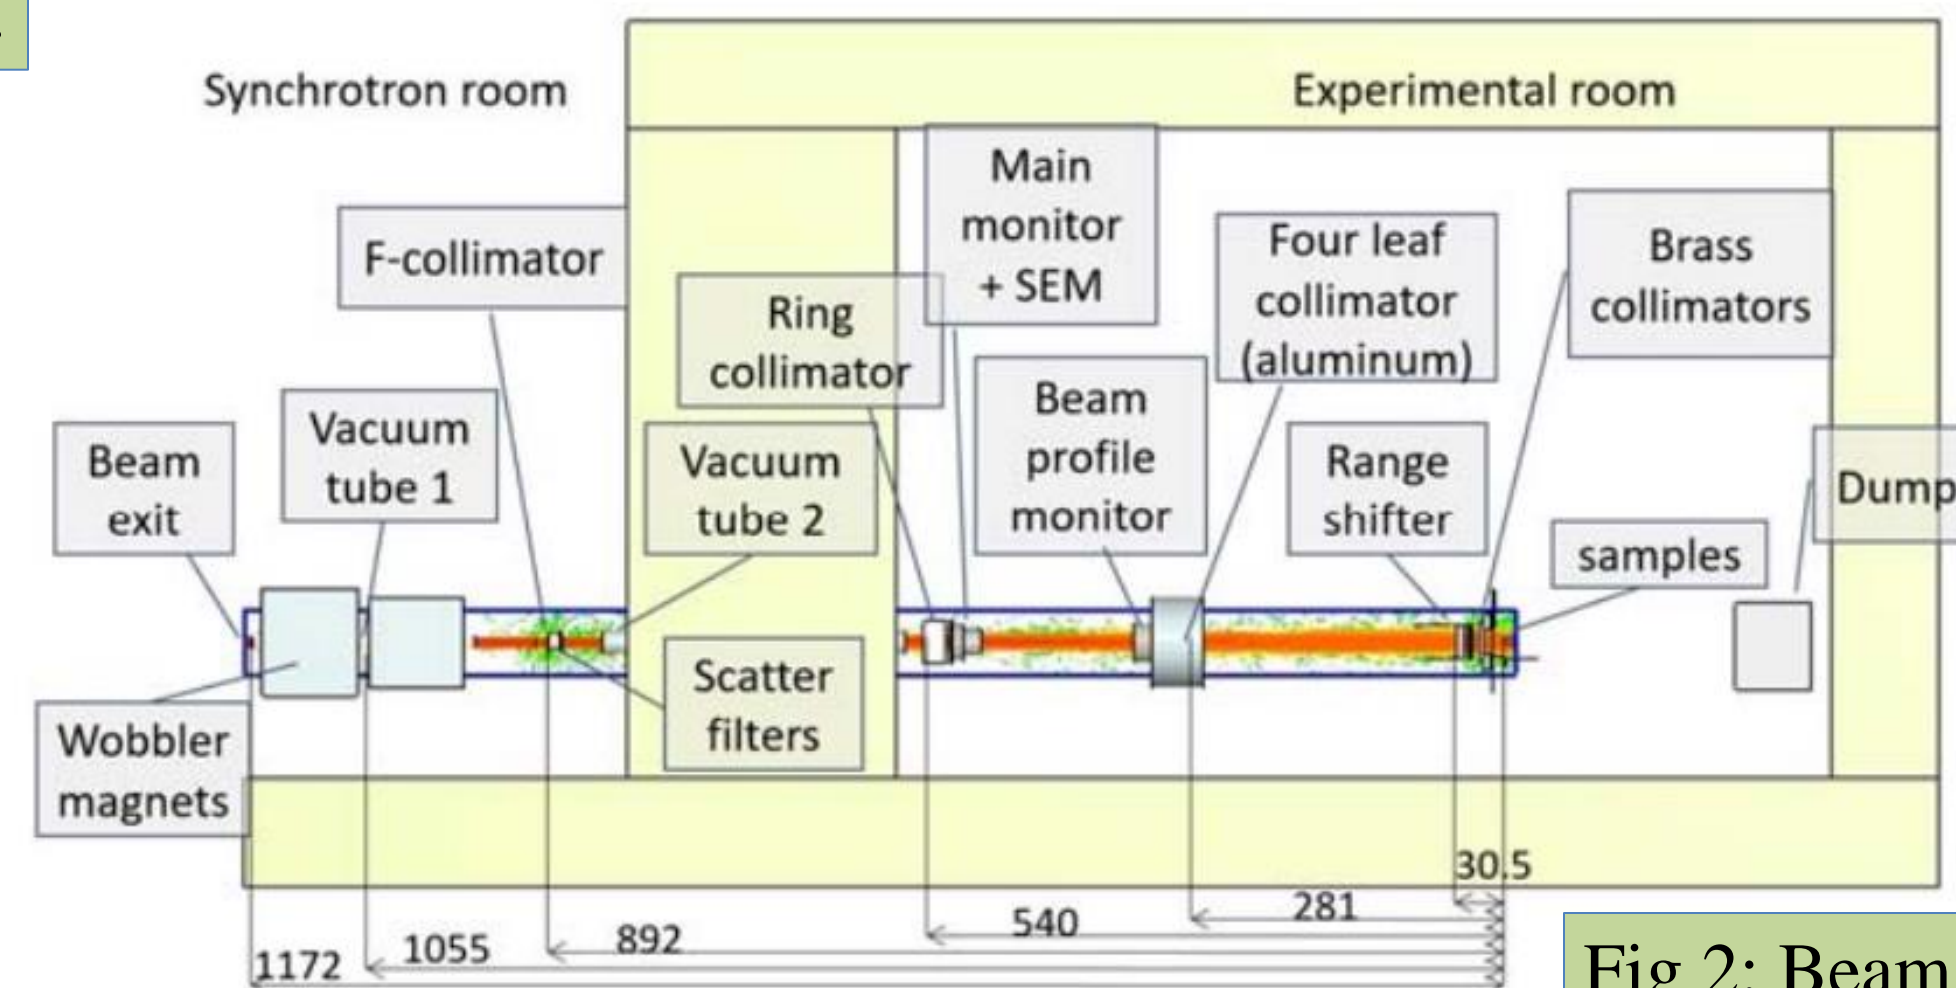 Synchrotron room
Experimental room
Main
monitor
+ SEM
F-collimator
Ring
collimator
Four leaf
collimator
(aluminum)
Brass
collimators
Beam
exit
Vacuum
tube 1
Vacuum
tube 2
Beam
profile
monitor
Range
shifter
samples
Dump
Wobbler
magnets
Scatter
filters
30.5
281
540
892
1055
1172
Fig 2: Beam